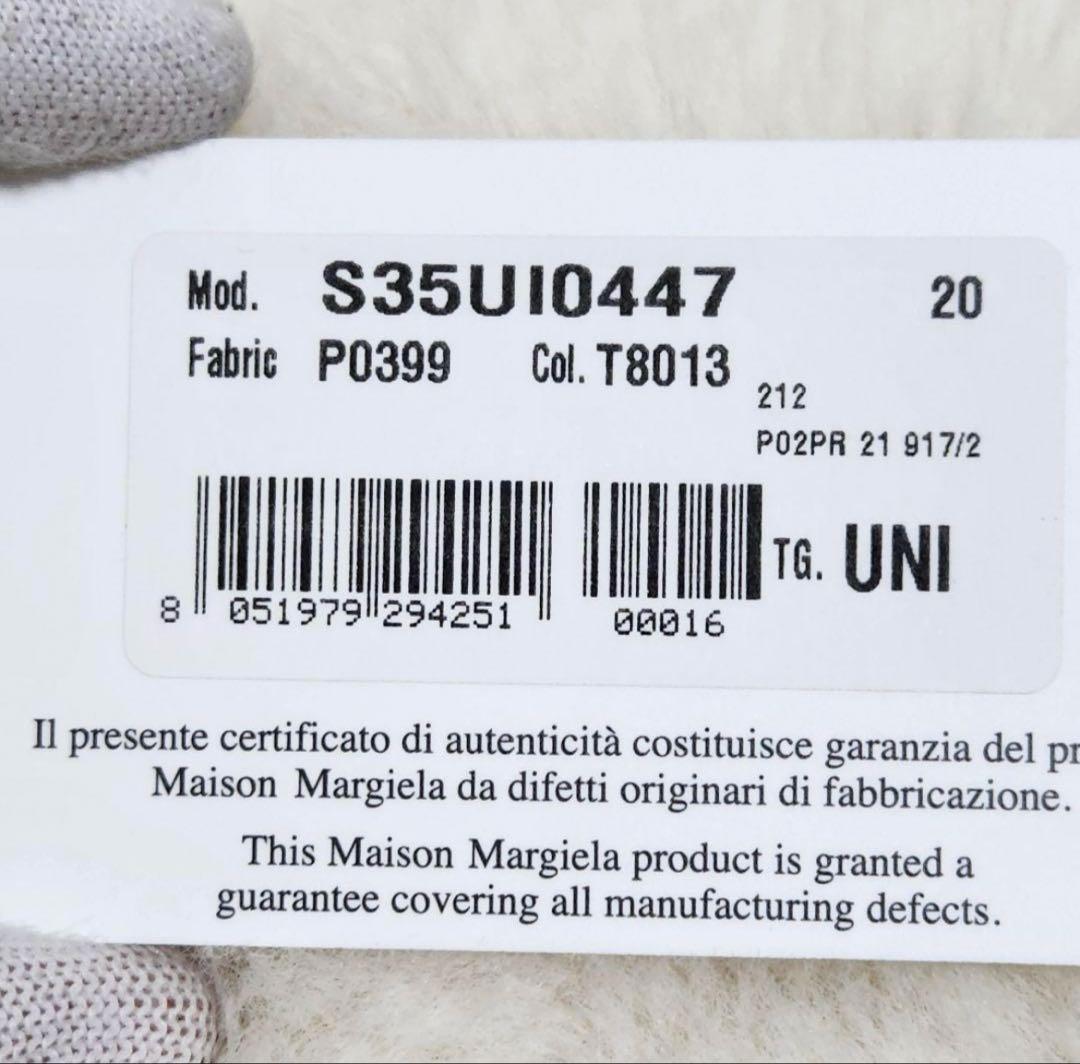 Mod. S35UI0447 20
Fabric P0399 Col. T8013
212
P02PR 21 917/2
TG. UNI
8 051979 294251 00016
Il presente certificato di autenticità costituisce garanzia del pr
Maison Margiela da difetti originari di fabbricazione.
This Maison Margiela product is granted a
guarantee covering all manufacturing defects.